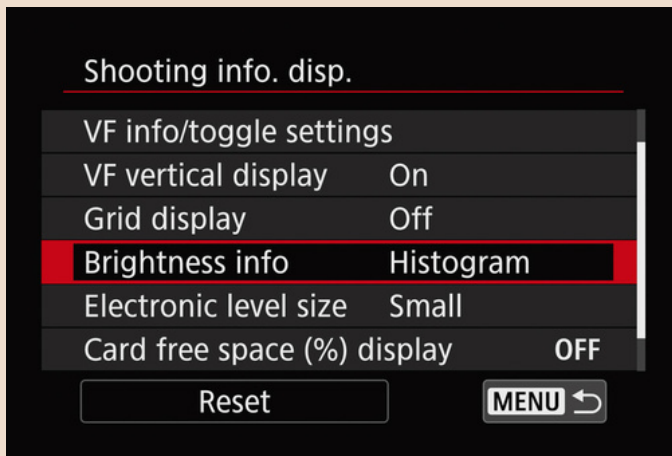 Shooting info. disp.
VF info/toggle settings
VF vertical display On
Grid display Off
Brightness info Histogram
Electronic level size Small
Card free space (%) display OFF
Reset MENU